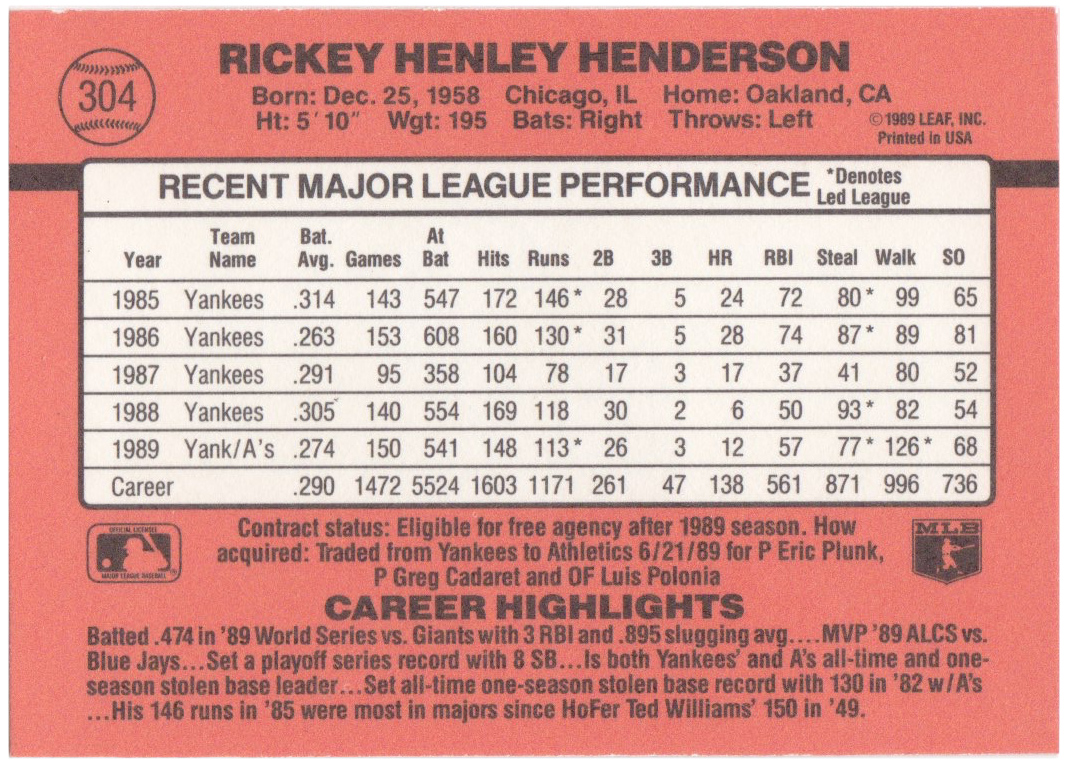 304
RICKEY HENLEY HENDERSON
Born: Dec. 25, 1958 Chicago, IL Home: Oakland, CA
Ht: 5' 10" Wgt: 195 Bats: Right Throws: Left
©1989 LEAF, INC.
Printed in USA
RECENT MAJOR LEAGUE PERFORMANCE
*Denotes
Led League
Year Team Name Bat. Avg. Games At Bat Hits Runs 2B 3B HR RBI Steal Walk SO
1985 Yankees .314 143 547 172 146* 28 5 24 72 80* 99 65
1986 Yankees .263 153 608 160 130* 31 5 28 74 87* 89 81
1987 Yankees .291 95 358 104 78 17 3 17 37 41 80 52
1988 Yankees .305 140 554 169 118 30 2 6 50 93* 82 54
1989 Yank/A's .274 150 541 148 113* 26 3 12 57 77* 126* 68
Career .290 1472 5524 1603 1171 261 47 138 561 871 996 736
OFFICIAL LICENSEE
MAJOR LEAGUE BASEBALL
Contract status: Eligible for free agency after 1989 season. How
acquired: Traded from Yankees to Athletics 6/21/89 for P Eric Plunk,
P Greg Cadaret and OF Luis Polonia
MLB
CAREER HIGHLIGHTS
Batted .474 in '89 World Series vs. Giants with 3 RBI and .895 slugging avg....MVP '89 ALCS vs.
Blue Jays...Set a playoff series record with 8 SB...Is both Yankees' and A's all-time and one-
season stolen base leader...Set all-time one-season stolen base record with 130 in '82 w/A's
...His 146 runs in '85 were most in majors since HoFer Ted Williams' 150 in '49.